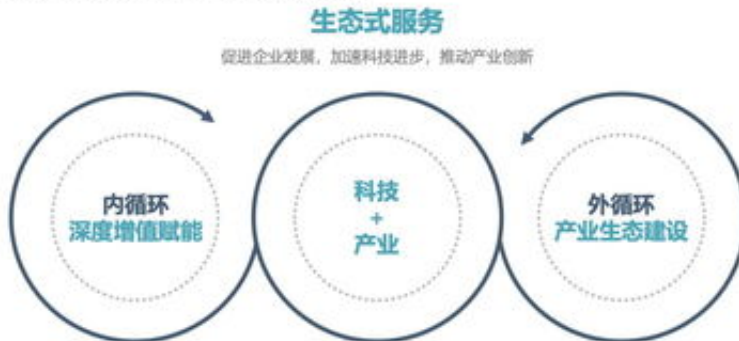 生态式服务
促进企业发展，加速科技进步，推动产业创新
内循环
深度增值赋能
科技
+
产业
外循环
产业生态建设